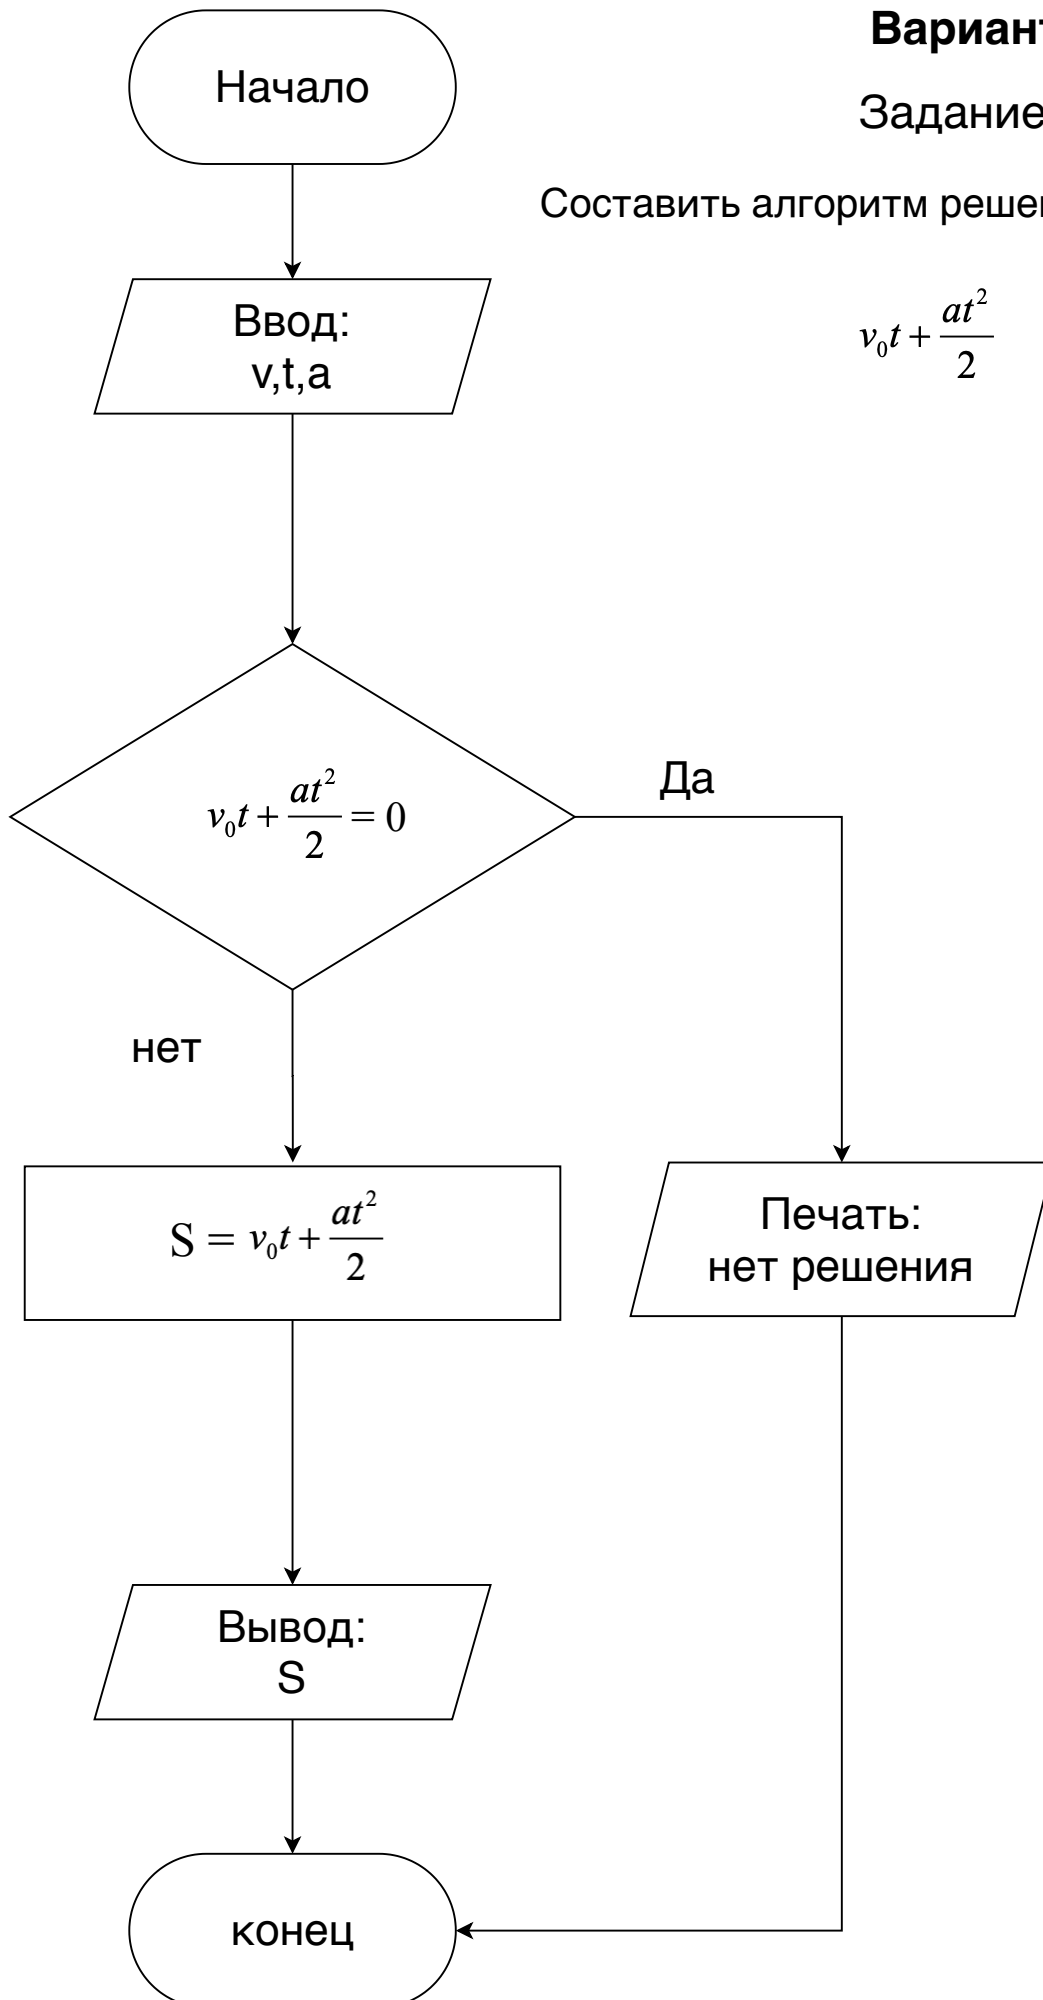 Начало
Вариант
Задание
Составить алгоритм
v₀t + at²/2
Ввод:
v,t,a
v₀t + at²/2 = 0
Да
нет
S = v₀t + at²/2
Печать:
нет решения
Вывод:
S
конец